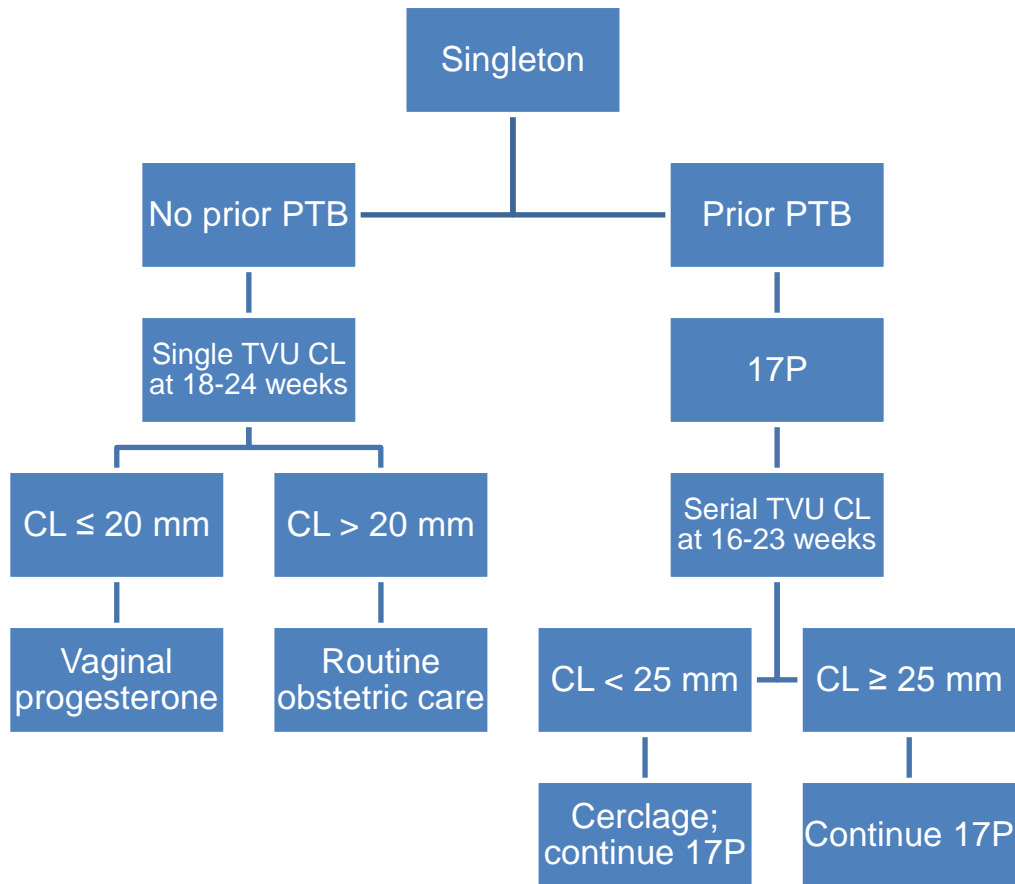 Singleton
No prior PTB
Prior PTB
Single TVU CL
at 18-24 weeks
17P
CL ≤ 20 mm
CL > 20 mm
Serial TVU CL
at 16-23 weeks
Vaginal
progesterone
Routine
obstetric care
CL < 25 mm
CL ≥ 25 mm
Cerclage;
continue 17P
Continue 17P